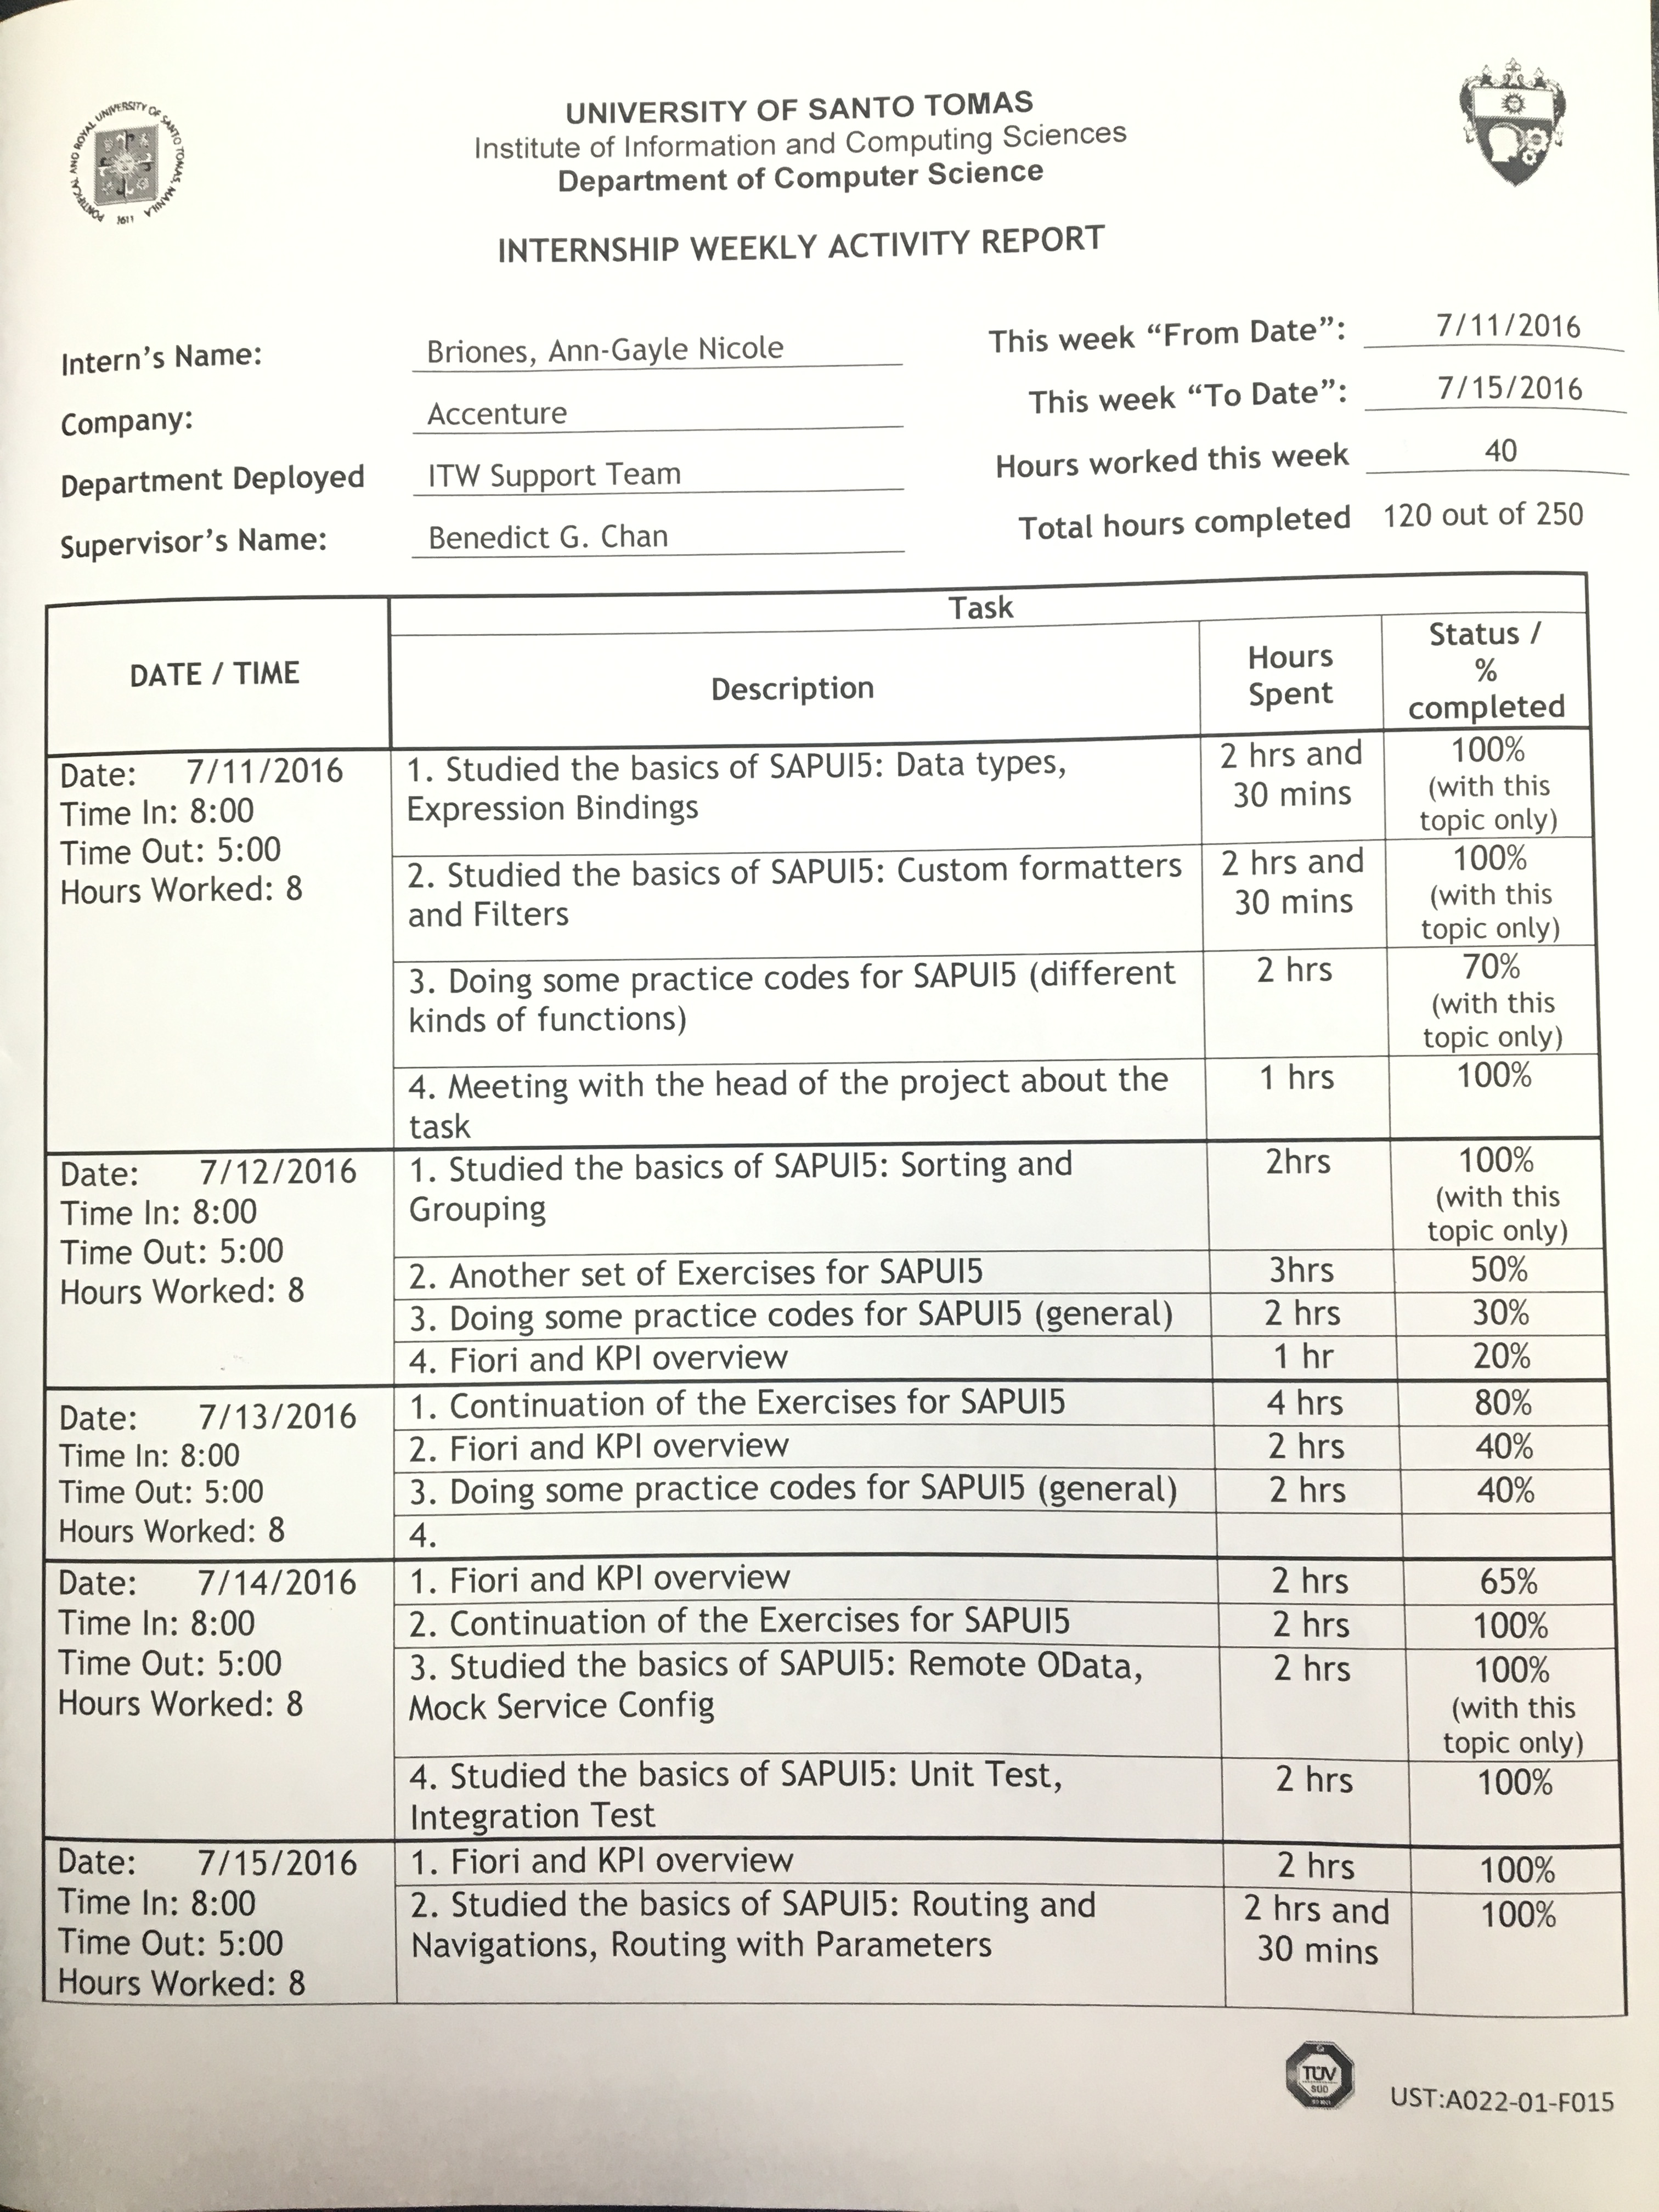 PONTIFICAL AND ROYAL UNIVERSITY OF SANTO TOMAS, MANILA
1611
UNIVERSITY OF SANTO TOMAS
Institute of Information and Computing Sciences
Department of Computer Science
INTERNSHIP WEEKLY ACTIVITY REPORT
Intern's Name: Briones, Ann-Gayle Nicole
This week “From Date”: 7/11/2016
Company: Accenture
This week “To Date”: 7/15/2016
Department Deployed ITW Support Team
Hours worked this week 40
Supervisor's Name: Benedict G. Chan
Total hours completed 120 out of 250
DATE / TIME
Task
Description
Hours
Spent
Status /
%
completed
Date: 7/11/2016
Time In: 8:00
Time Out: 5:00
Hours Worked: 8
1. Studied the basics of SAPUI5: Data types,
Expression Bindings
2 hrs and
30 mins
100%
(with this
topic only)
2. Studied the basics of SAPUI5: Custom formatters
and Filters
2 hrs and
30 mins
100%
(with this
topic only)
3. Doing some practice codes for SAPUI5 (different
kinds of functions)
2 hrs
70%
(with this
topic only)
4. Meeting with the head of the project about the
task
1 hrs
100%
Date: 7/12/2016
Time In: 8:00
Time Out: 5:00
Hours Worked: 8
1. Studied the basics of SAPUI5: Sorting and
Grouping
2hrs
100%
(with this
topic only)
2. Another set of Exercises for SAPUI5
3hrs
50%
3. Doing some practice codes for SAPUI5 (general)
2 hrs
30%
4. Fiori and KPI overview
1 hr
20%
Date: 7/13/2016
Time In: 8:00
Time Out: 5:00
Hours Worked: 8
1. Continuation of the Exercises for SAPUI5
4 hrs
80%
2. Fiori and KPI overview
2 hrs
40%
3. Doing some practice codes for SAPUI5 (general)
2 hrs
40%
4.
Date: 7/14/2016
Time In: 8:00
Time Out: 5:00
Hours Worked: 8
1. Fiori and KPI overview
2 hrs
65%
2. Continuation of the Exercises for SAPUI5
2 hrs
100%
3. Studied the basics of SAPUI5: Remote OData,
Mock Service Config
2 hrs
100%
(with this
topic only)
4. Studied the basics of SAPUI5: Unit Test,
Integration Test
2 hrs
100%
Date: 7/15/2016
Time In: 8:00
Time Out: 5:00
Hours Worked: 8
1. Fiori and KPI overview
2 hrs
100%
2. Studied the basics of SAPUI5: Routing and
Navigations, Routing with Parameters
2 hrs and
30 mins
100%
TÜV
SÜD
UST:A022-01-F015